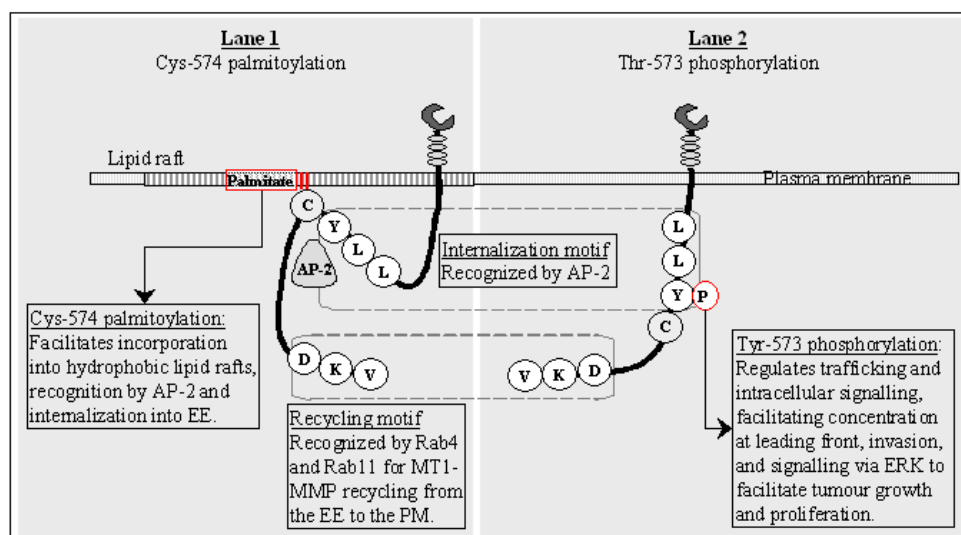 Lane 1
Cys-574 palmitoylation
Lane 2
Thr-573 phosphorylation
Lipid raft
Palmitate
Plasma membrane
C
Y
L
L
AP-2
Internalization motif
Recognized by AP-2
L
L
Y
P
C
Cys-574 palmitoylation:
Facilitates incorporation
into hydrophobic lipid rafts,
recognition by AP-2 and
internalization into EE.
D
K
V
V
K
D
Recycling motif
Recognized by Rab4
and Rab11 for MT1-
MMP recycling from
the EE to the PM.
Tyr-573 phosphorylation:
Regulates trafficking and
intracellular signalling,
facilitating concentration
at leading front, invasion,
and signalling via ERK to
facilitate tumour growth
and proliferation.